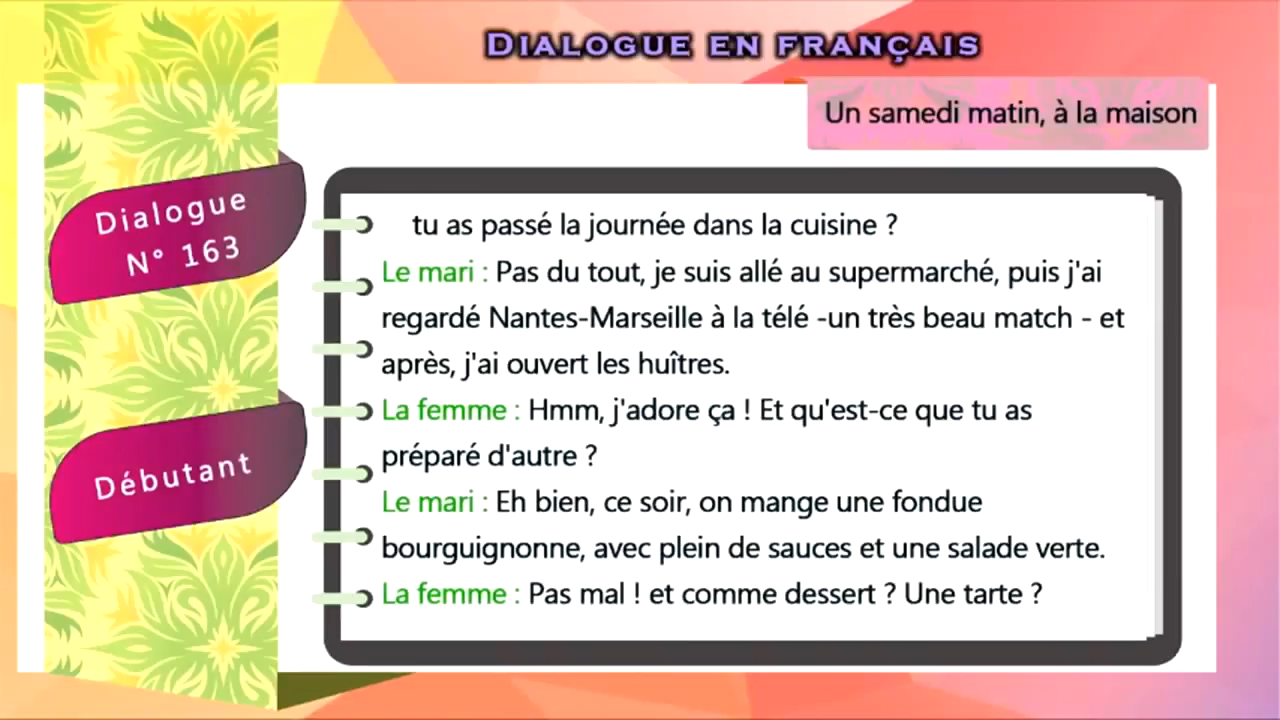 DIALOGUE EN FRANÇAIS
Un samedi matin, à la maison
Dialogue
N° 163
Débutant
tu as passé la journée dans la cuisine ?
Le mari : Pas du tout, je suis allé au supermarché, puis j'ai
regardé Nantes-Marseille à la télé -un très beau match - et
après, j'ai ouvert les huîtres.
La femme : Hmm, j'adore ça ! Et qu'est-ce que tu as
préparé d'autre ?
Le mari : Eh bien, ce soir, on mange une fondue
bourguignonne, avec plein de sauces et une salade verte.
La femme : Pas mal ! et comme dessert ? Une tarte ?